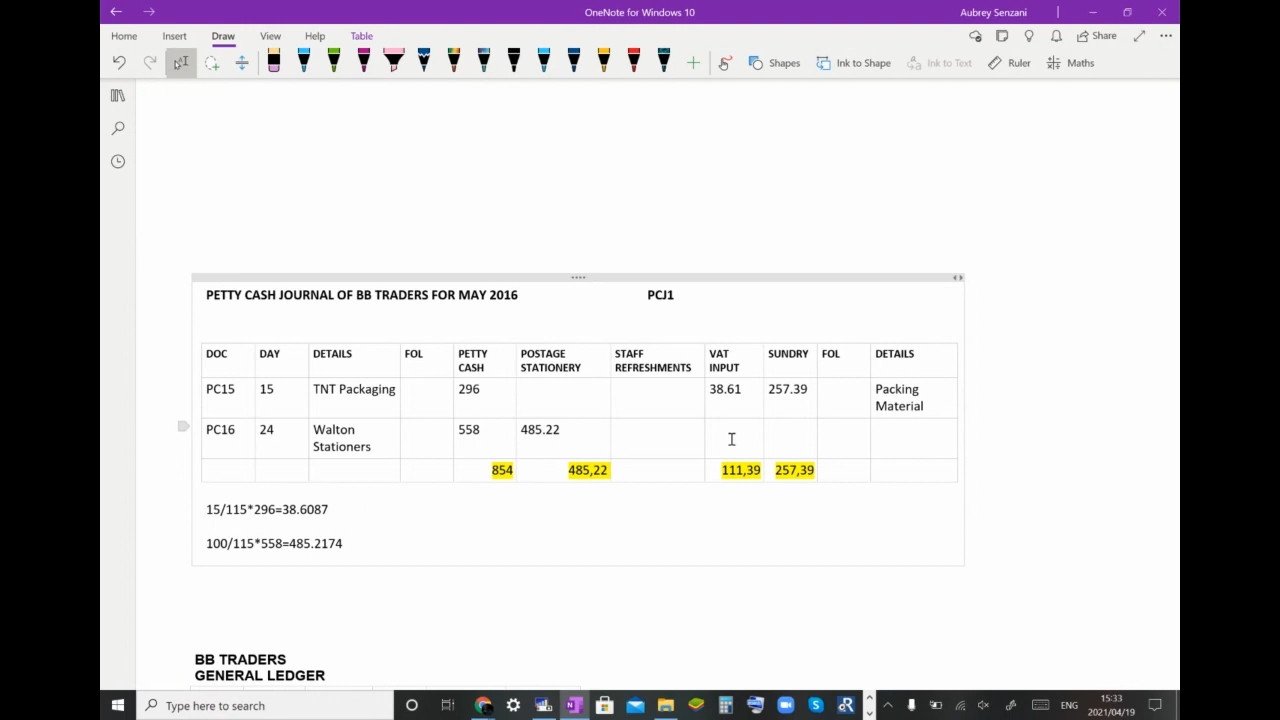 OneNote for Windows 10
Aubrey Senzani
Home Insert Draw View Help Table
Share
Shapes Ink to Shape Ink to Text Ruler Maths
PETTY CASH JOURNAL OF BB TRADERS FOR MAY 2016 PCJ1
DOC DAY DETAILS FOL PETTY CASH POSTAGE STATIONERY STAFF REFRESHMENTS VAT INPUT SUNDRY FOL DETAILS
PC15 15 TNT Packaging 296 38.61 257.39 Packing Material
PC16 24 Walton Stationers 558 485.22
854 485,22 111,39 257,39
15/115*296=38.6087
100/115*558=485.2174
BB TRADERS
GENERAL LEDGER
Type here to search
ENG
15:33
2021/04/19